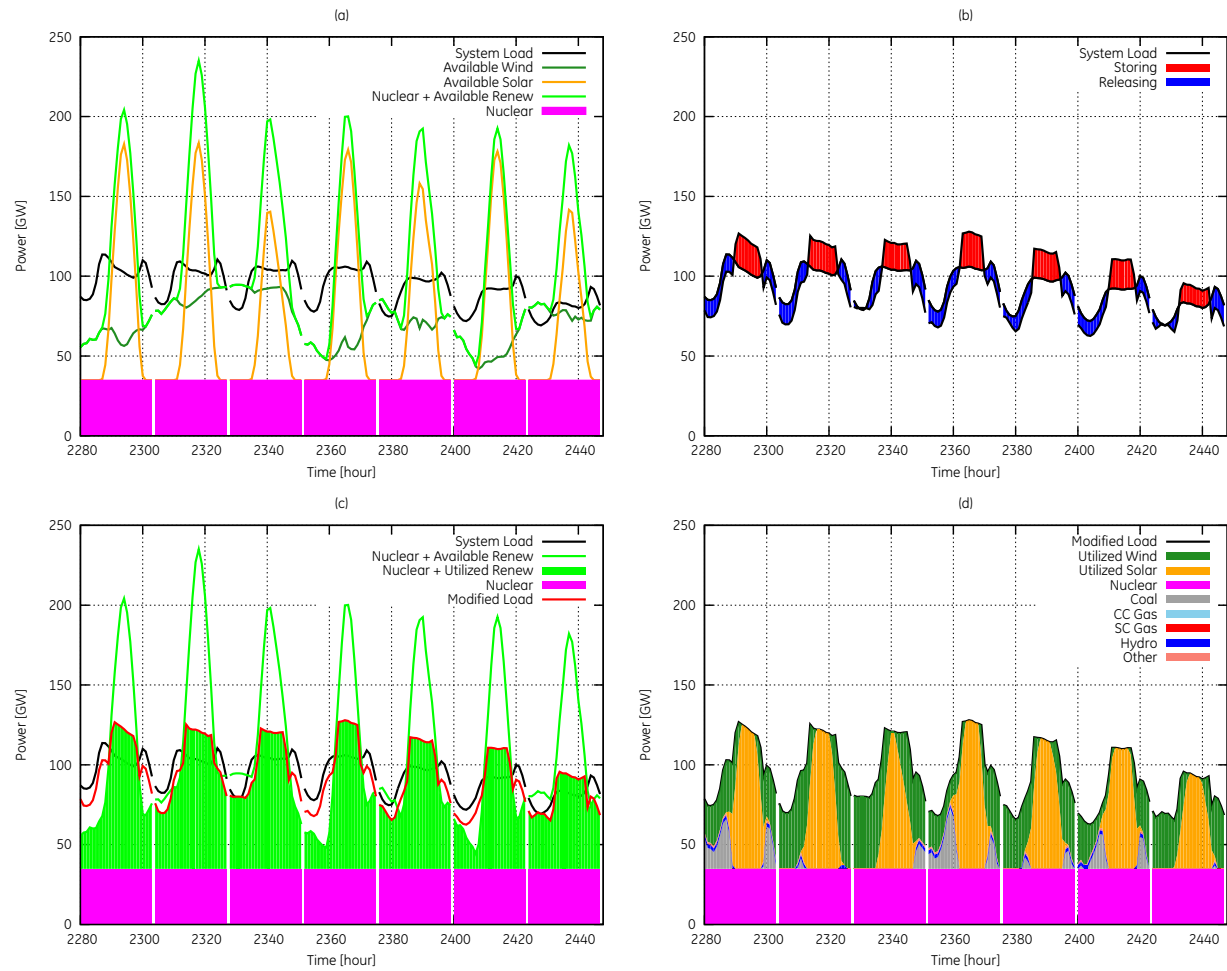 (a)
250
200
150
100
50
0
Power [GW]
System Load
Available Wind
Available Solar
Nuclear + Available Renew
Nuclear
2280 2300 2320 2340 2360 2380 2400 2420 2440
Time [hour]
(b)
250
200
150
100
50
0
Power [GW]
System Load
Storing
Releasing
2280 2300 2320 2340 2360 2380 2400 2420 2440
Time [hour]
(c)
250
200
150
100
50
0
Power [GW]
System Load
Nuclear + Available Renew
Nuclear + Utilized Renew
Nuclear
Modified Load
2280 2300 2320 2340 2360 2380 2400 2420 2440
Time [hour]
(d)
250
200
150
100
50
0
Power [GW]
Modified Load
Utilized Wind
Utilized Solar
Nuclear
Coal
CC Gas
SC Gas
Hydro
Other
2280 2300 2320 2340 2360 2380 2400 2420 2440
Time [hour]